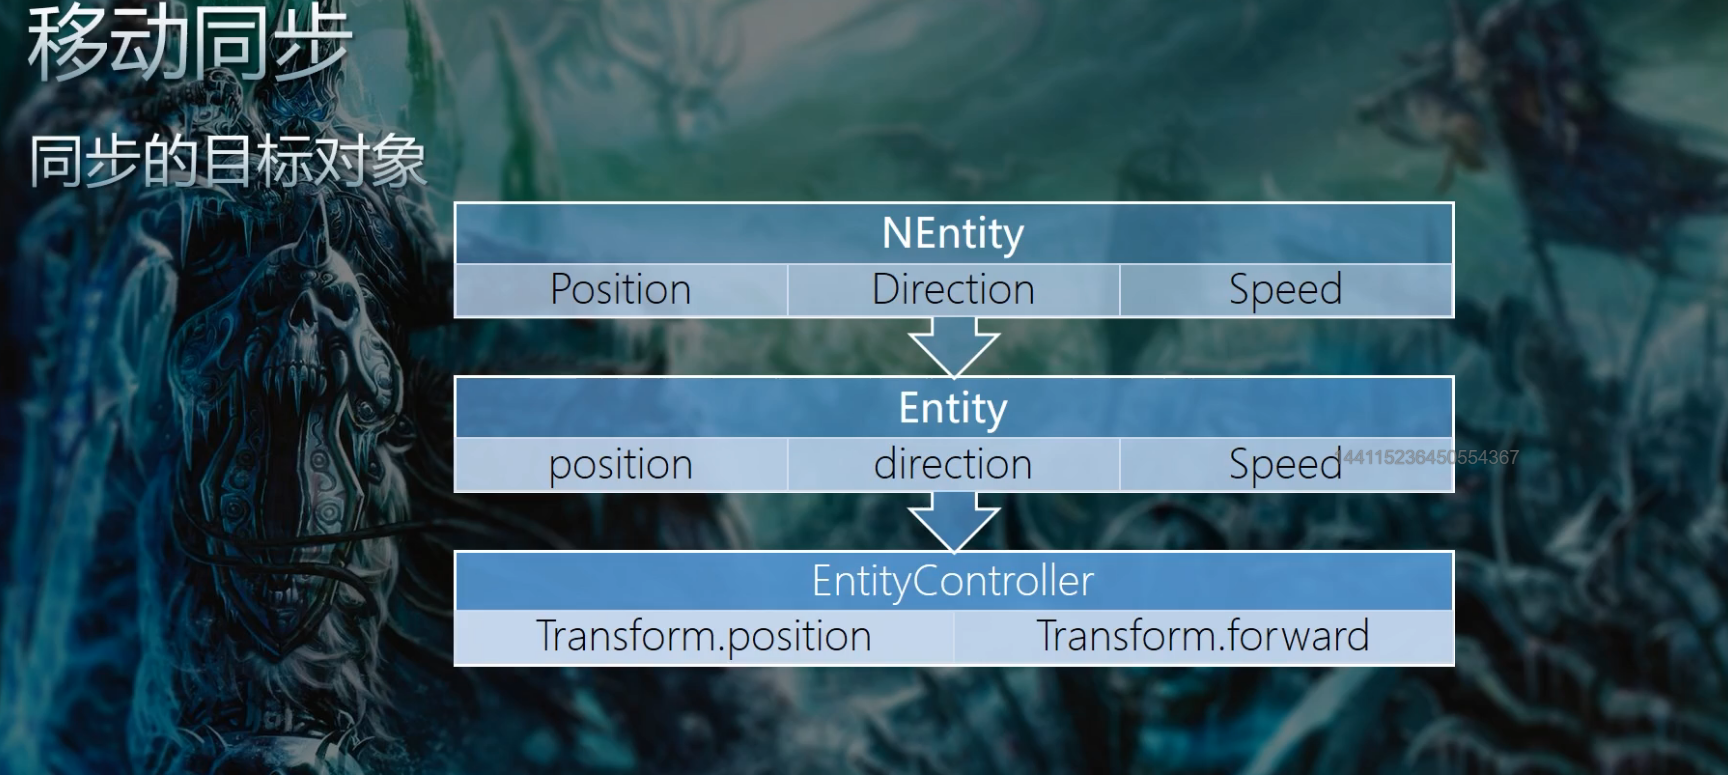 移动同步
同步的目标对象
NEntity
Position Direction Speed
Entity
position direction Speed
144115236450554367
EntityController
Transform.position Transform.forward